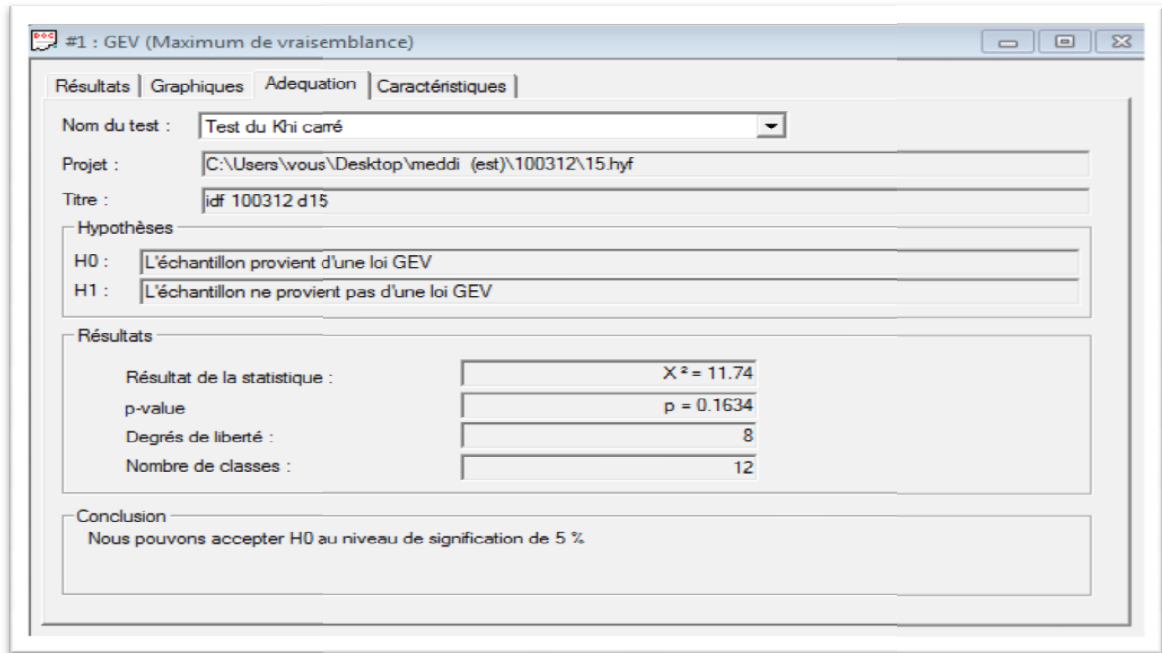 #1 : GEV (Maximum de vraisemblance)
Résultats Graphiques Adequation Caractéristiques
Nom du test : Test du Khi carré
Projet : C:\Users\vous\Desktop\meddi (est)\100312\15.hyf
Titre : idf 100312 d15
Hypothèses
H0 : L'échantillon provient d'une loi GEV
H1 : L'échantillon ne provient pas d'une loi GEV
Résultats
Résultat de la statistique : X² = 11.74
p-value p = 0.1634
Degrés de liberté : 8
Nombre de classes : 12
Conclusion
Nous pouvons accepter H0 au niveau de signification de 5 %